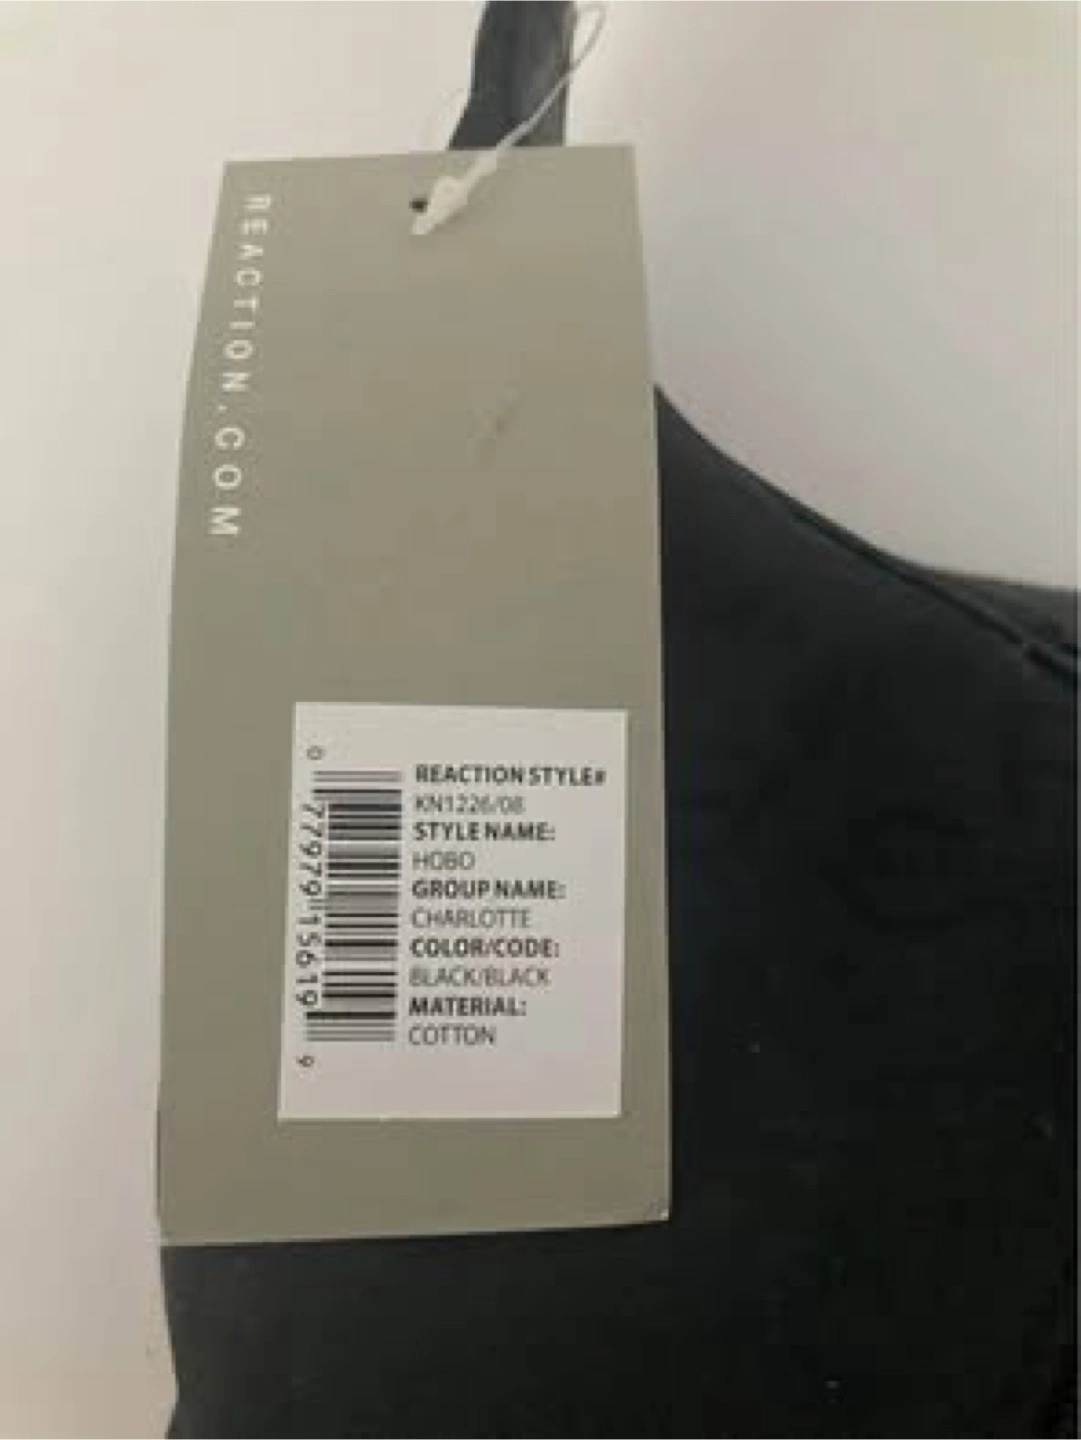 REACTION.COM
0 77979 15619 9
REACTION STYLE#
KN1226/08
STYLE NAME:
HOBO
GROUP NAME:
CHARLOTTE
COLOR/CODE:
BLACK/BLACK
MATERIAL:
COTTON